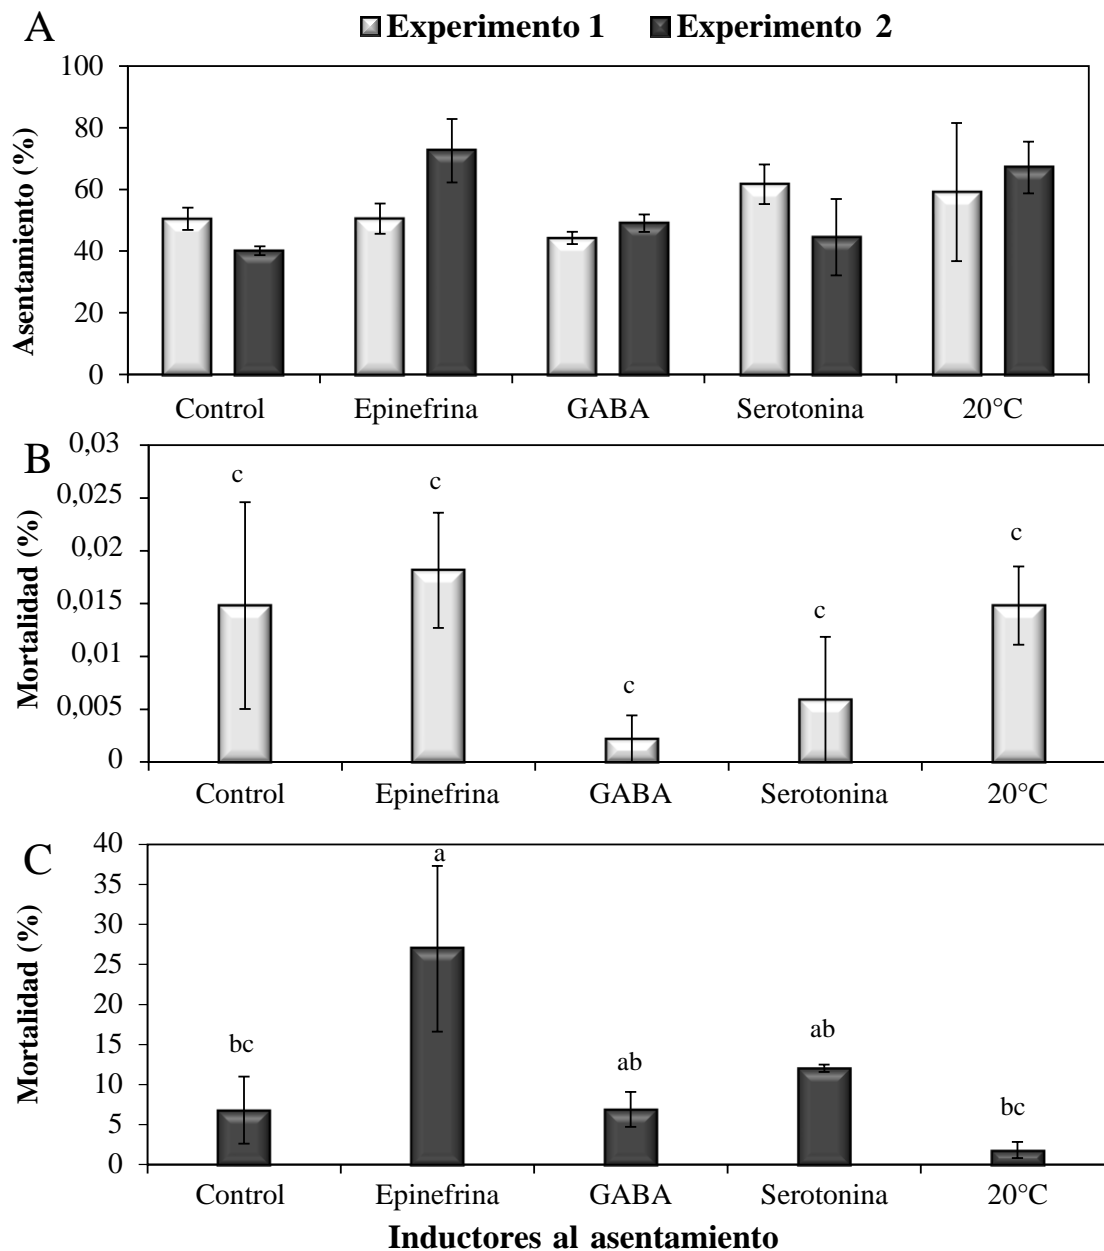 A
Experimento 1 Experimento 2
Asentamiento (%)
100
80
60
40
20
0
Control Epinefrina GABA Serotonina 20°C
B
Mortalidad (%)
0,03
0,025
0,02
0,015
0,01
0,005
0
c c c c c
Control Epinefrina GABA Serotonina 20°C
C
Mortalidad (%)
40
35
30
25
20
15
10
5
0
bc a ab ab bc
Control Epinefrina GABA Serotonina 20°C
Inductores al asentamiento